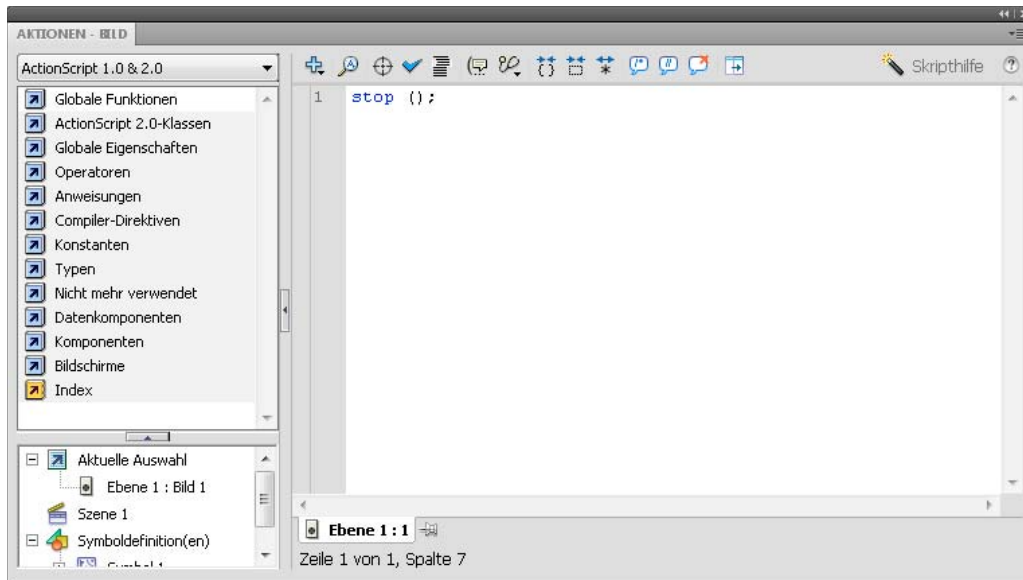 AKTIONEN - BILD
ActionScript 1.0 & 2.0
Globale Funktionen
ActionScript 2.0-Klassen
Globale Eigenschaften
Operatoren
Anweisungen
Compiler-Direktiven
Konstanten
Typen
Nicht mehr verwendet
Datenkomponenten
Komponenten
Bildschirme
Index
Aktuelle Auswahl
Ebene 1 : Bild 1
Szene 1
Symboldefinition(en)
Skripthilfe
1 stop ();
Ebene 1 : 1
Zeile 1 von 1, Spalte 7